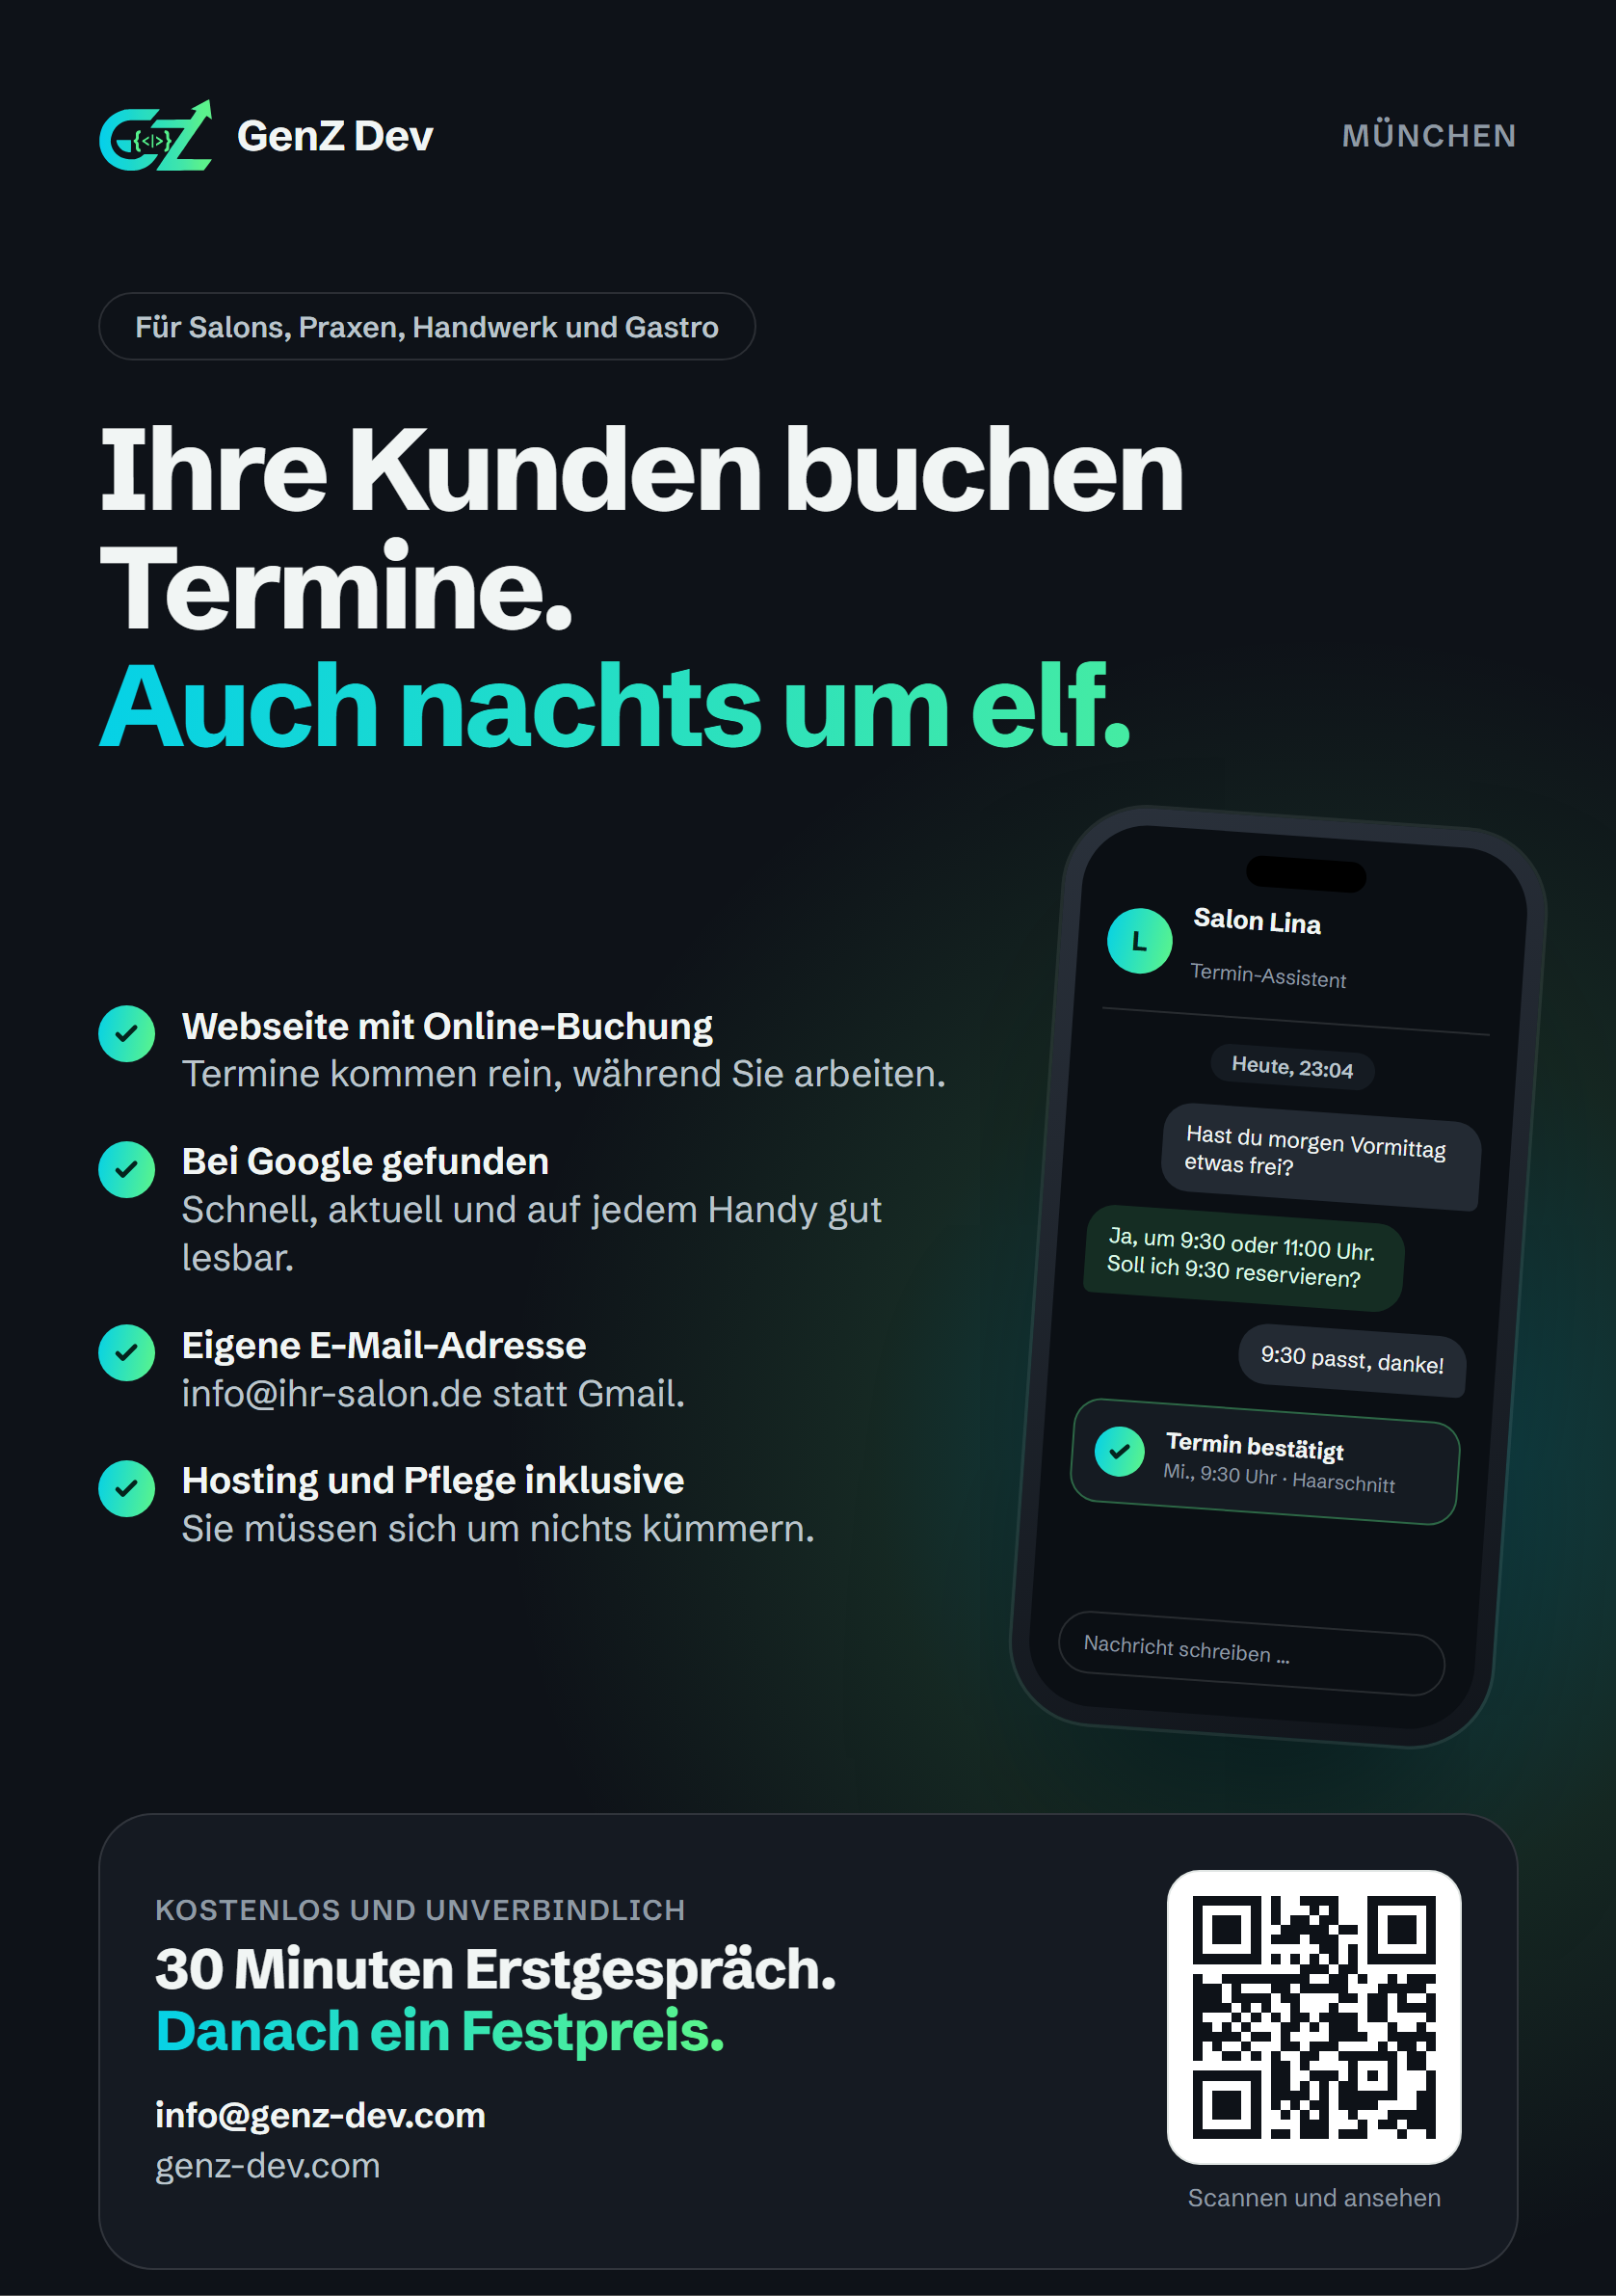 GZ {<|>}
GenZ Dev
MÜNCHEN
Für Salons, Praxen, Handwerk und Gastro
Ihre Kunden buchen
Termine.
Auch nachts um elf.
Webseite mit Online-Buchung
Termine kommen rein, während Sie arbeiten.
Bei Google gefunden
Schnell, aktuell und auf jedem Handy gut
lesbar.
Eigene E-Mail-Adresse
info@ihr-salon.de statt Gmail.
Hosting und Pflege inklusive
Sie müssen sich um nichts kümmern.
L
Salon Lina
Termin-Assistent
Heute, 23:04
Hast du morgen Vormittag
etwas frei?
Ja, um 9:30 oder 11:00 Uhr.
Soll ich 9:30 reservieren?
9:30 passt, danke!
Termin bestätigt
Mi., 9:30 Uhr · Haarschnitt
Nachricht schreiben ...
KOSTENLOS UND UNVERBINDLICH
30 Minuten Erstgespräch.
Danach ein Festpreis.
info@genz-dev.com
genz-dev.com
Scannen und ansehen